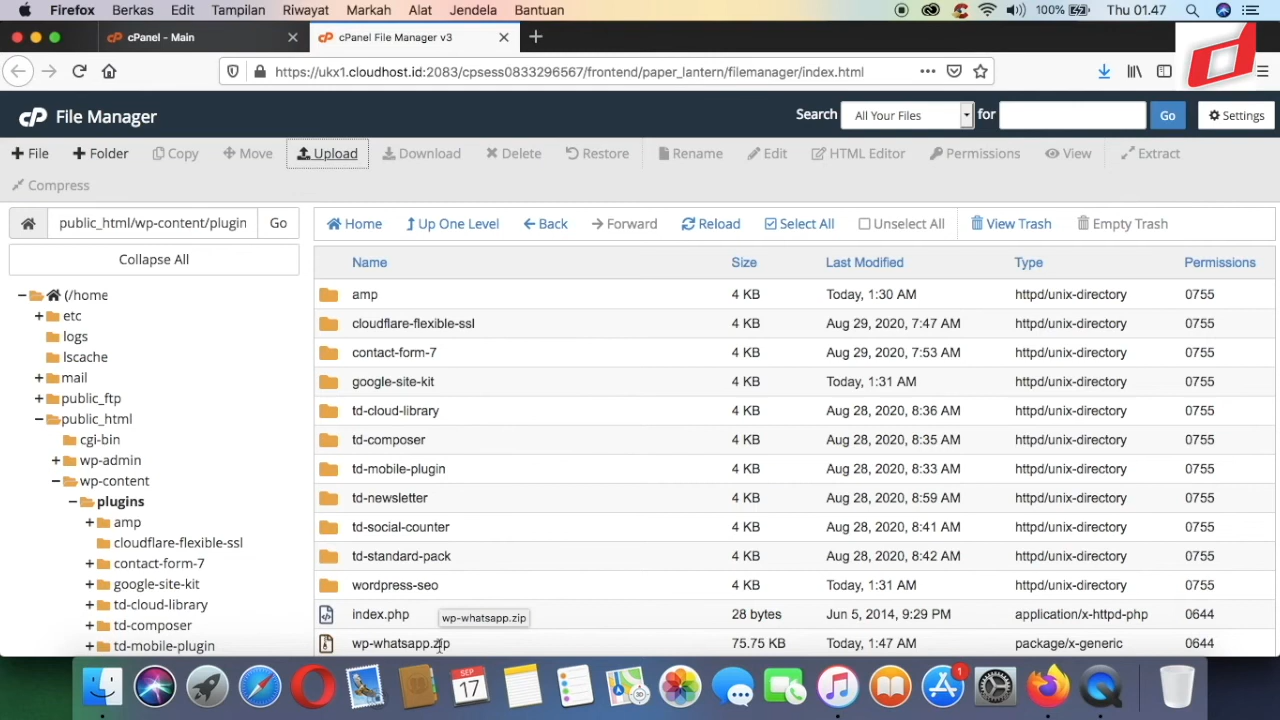 Firefox Berkas Edit Tampilan Riwayat Markah Alat Jendela Bantuan 100% Thu 01.47
cPanel - Main
cPanel File Manager v3
https://ukx1.cloudhost.id:2083/cpsess0833296567/frontend/paper_lantern/filemanager/index.html
cP File Manager
Search All Your Files for Go Settings
File Folder Copy Move Upload Download Delete Restore Rename Edit HTML Editor Permissions View Extract
Compress
public_html/wp-content/plugin Go
Home Up One Level Back Forward Reload Select All Unselect All View Trash Empty Trash
Collapse All
Name Size Last Modified Type Permissions
(/home
etc
logs
lscache
mail
public_ftp
public_html
cgi-bin
wp-admin
wp-content
plugins
amp
cloudflare-flexible-ssl
contact-form-7
google-site-kit
td-cloud-library
td-composer
td-mobile-plugin
amp 4 KB Today, 1:30 AM httpd/unix-directory 0755
cloudflare-flexible-ssl 4 KB Aug 29, 2020, 7:47 AM httpd/unix-directory 0755
contact-form-7 4 KB Aug 29, 2020, 7:53 AM httpd/unix-directory 0755
google-site-kit 4 KB Today, 1:31 AM httpd/unix-directory 0755
td-cloud-library 4 KB Aug 28, 2020, 8:36 AM httpd/unix-directory 0755
td-composer 4 KB Aug 28, 2020, 8:35 AM httpd/unix-directory 0755
td-mobile-plugin 4 KB Aug 28, 2020, 8:33 AM httpd/unix-directory 0755
td-newsletter 4 KB Aug 28, 2020, 8:59 AM httpd/unix-directory 0755
td-social-counter 4 KB Aug 28, 2020, 8:41 AM httpd/unix-directory 0755
td-standard-pack 4 KB Aug 28, 2020, 8:42 AM httpd/unix-directory 0755
wordpress-seo 4 KB Today, 1:31 AM httpd/unix-directory 0755
index.php 28 bytes Jun 5, 2014, 9:29 PM application/x-httpd-php 0644
wp-whatsapp.zip
wp-whatsapp.zip 75.75 KB Today, 1:47 AM package/x-generic 0644
SEP
17
1